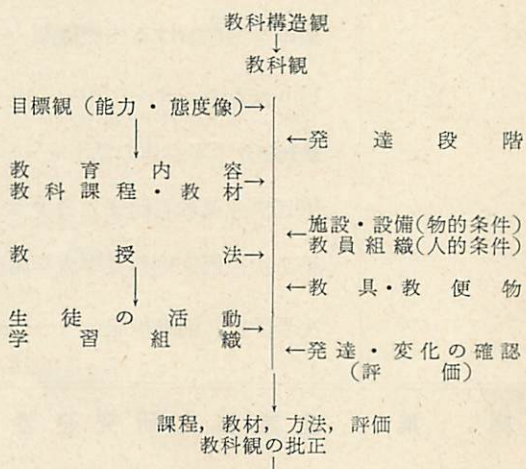 教科構造観
↓
教科観
目標観（能力・態度像）→
←発達段階
↓
教育内容
教科課程・教材→
←施設・設備(物的条件)
教員組織(人的条件)
教授法→
←教具・教便物
↓
生徒の活動
学習組織→
←発達・変化の確認
（評価）
↓
課程，教材，方法，評価
教科観の批正